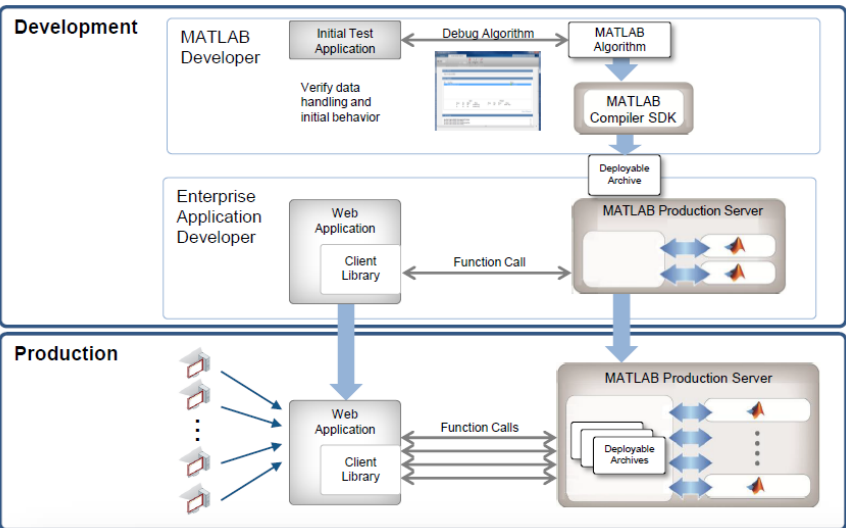 Development
MATLAB
Developer
Initial Test
Application
Debug Algorithm
MATLAB
Algorithm
Verify data
handling and
initial behavior
MATLAB
Compiler SDK
Deployable
Archive
Enterprise
Application
Developer
Web
Application
Client
Library
Function Call
MATLAB Production Server
Production
Web
Application
Client
Library
Function Calls
MATLAB Production Server
Deployable
Archives